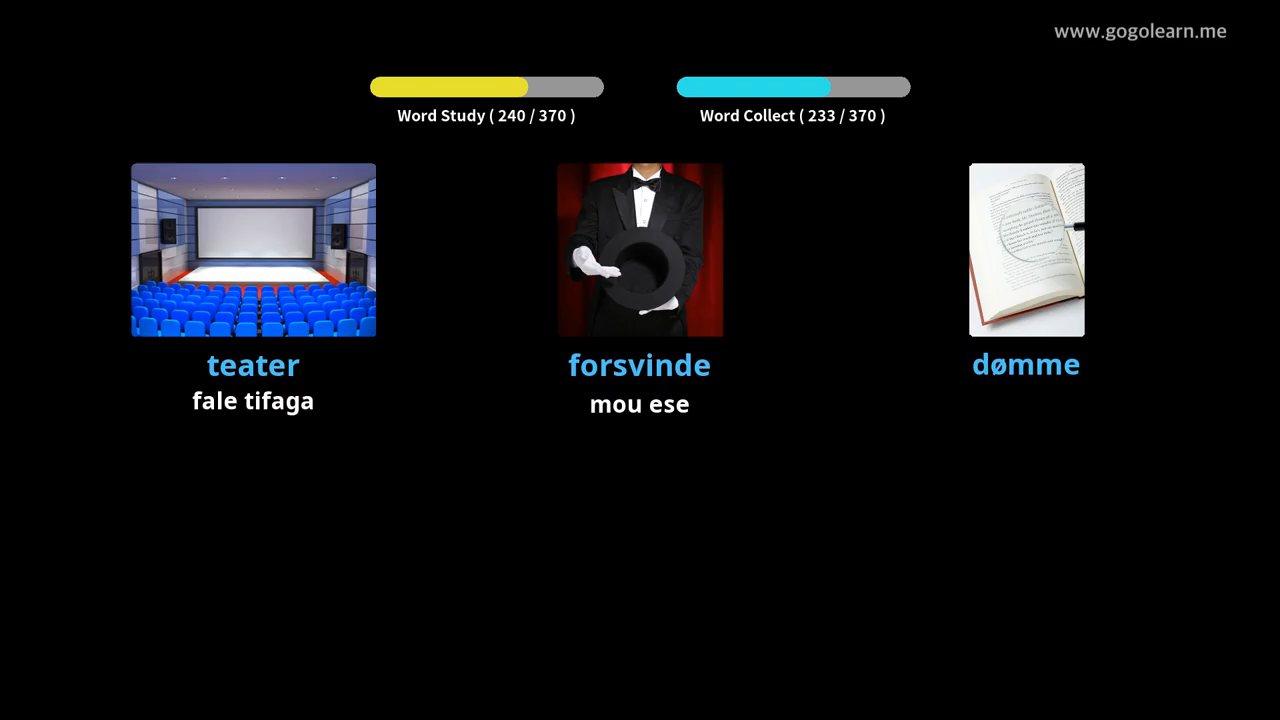 www.gogolearn.me
Word Study ( 240 / 370 )
Word Collect ( 233 / 370 )
teater
forsvinde
dømme
fale tifaga
mou ese